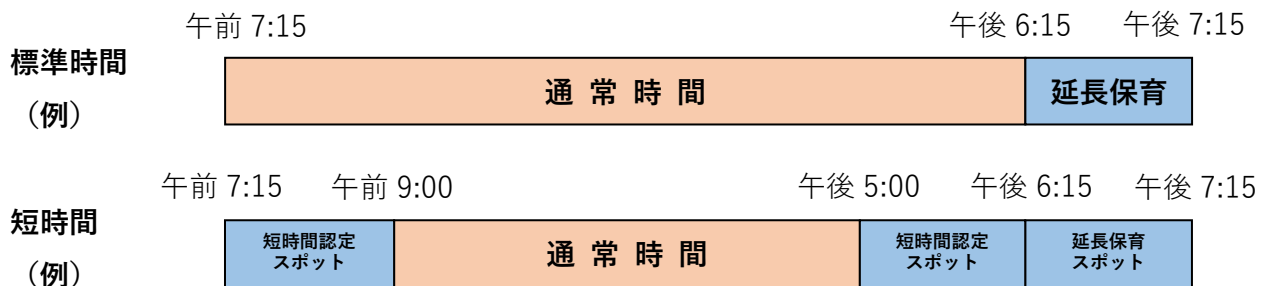 午前 7:15 午後 6:15 午後 7:15
標準時間
（例）
通 常 時 間 延長保育
午前 7:15 午前 9:00 午後 5:00 午後 6:15 午後 7:15
短時間
（例）
短時間認定
スポット
通 常 時 間
短時間認定
スポット
延長保育
スポット